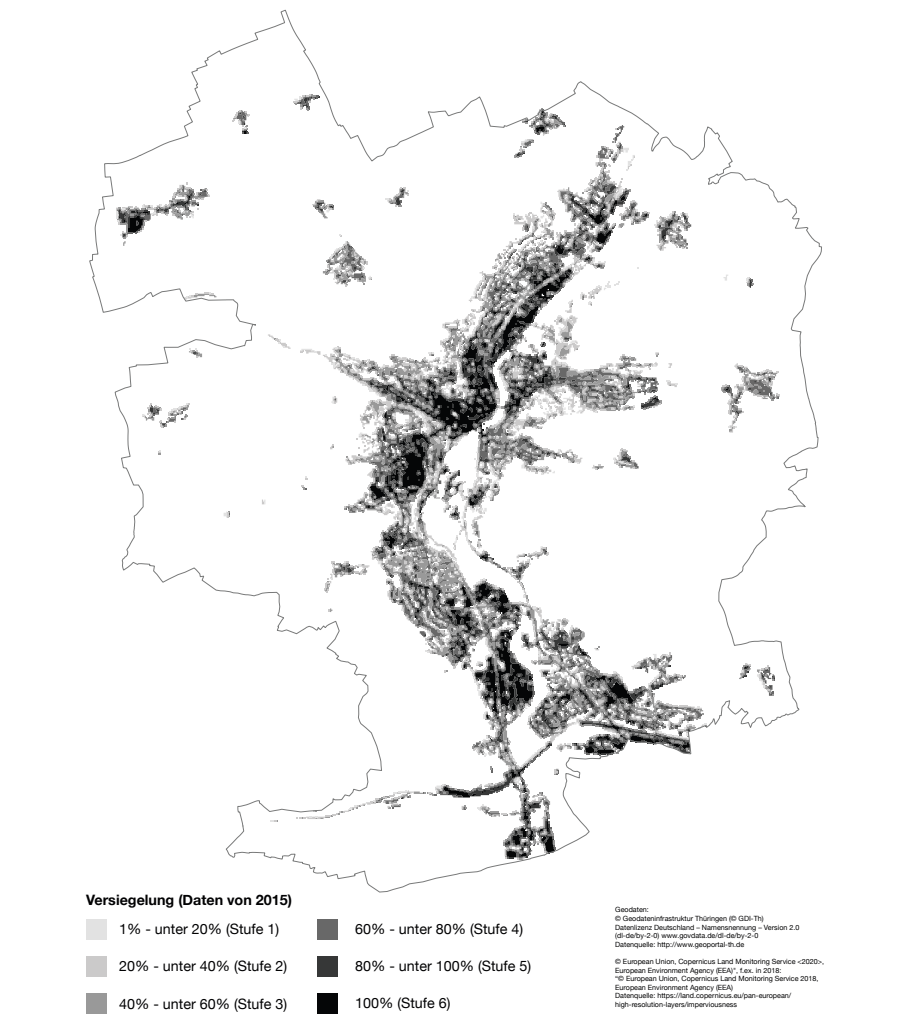 Versiegelung (Daten von 2015)
1% - unter 20% (Stufe 1)
20% - unter 40% (Stufe 2)
40% - unter 60% (Stufe 3)
60% - unter 80% (Stufe 4)
80% - unter 100% (Stufe 5)
100% (Stufe 6)
Geodaten:
© Geodateninfrastruktur Thüringen (© GDI-Th)
Datenlizenz Deutschland – Namensnennung – Version 2.0
(dl-de/by-2-0) www.govdata.de/dl-de/by-2-0
Datenquelle: http://www.geoportal-th.de
© European Union, Copernicus Land Monitoring Service <2020>,
European Environment Agency (EEA)", f.ex. in 2018:
"© European Union, Copernicus Land Monitoring Service 2018,
European Environment Agency (EEA)
Datenquelle: https://land.copernicus.eu/pan-european/
high-resolution-layers/imperviousness